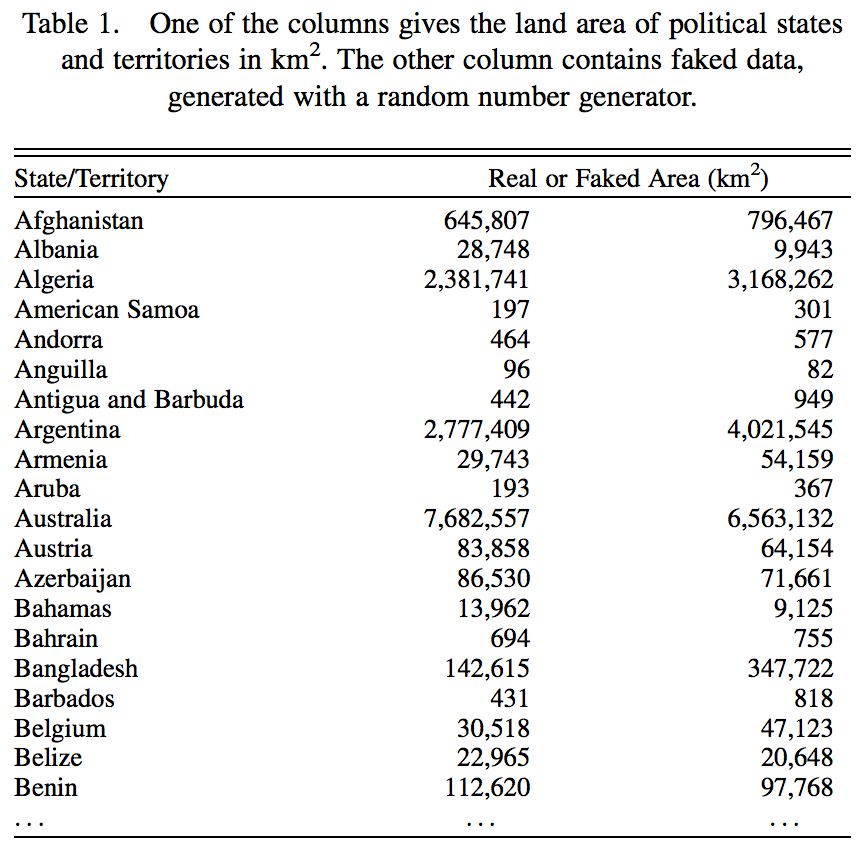 Table 1. One of the columns gives the land area of political states
and territories in km². The other column contains faked data,
generated with a random number generator.
State/Territory Real or Faked Area (km²)
Afghanistan 645,807 796,467
Albania 28,748 9,943
Algeria 2,381,741 3,168,262
American Samoa 197 301
Andorra 464 577
Anguilla 96 82
Antigua and Barbuda 442 949
Argentina 2,777,409 4,021,545
Armenia 29,743 54,159
Aruba 193 367
Australia 7,682,557 6,563,132
Austria 83,858 64,154
Azerbaijan 86,530 71,661
Bahamas 13,962 9,125
Bahrain 694 755
Bangladesh 142,615 347,722
Barbados 431 818
Belgium 30,518 47,123
Belize 22,965 20,648
Benin 112,620 97,768
... ... ...